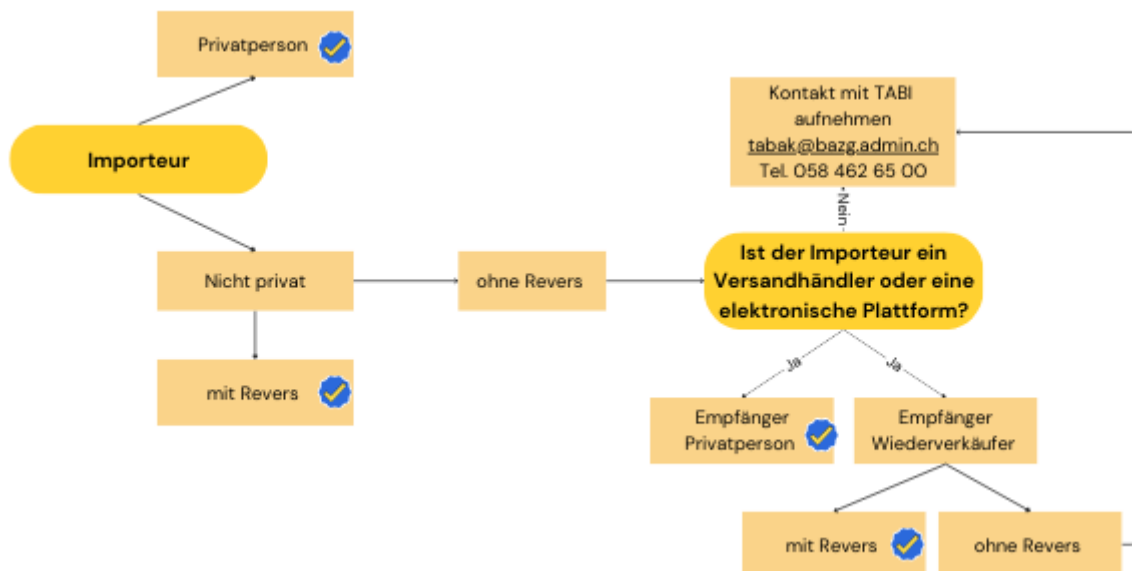 Privatperson
Importeur
Nicht privat
mit Revers
ohne Revers
Kontakt mit TABI
aufnehmen
tabak@bazg.admin.ch
Tel. 058 462 65 00
Nein
Ist der Importeur ein
Versandhändler oder eine
elektronische Plattform?
Ja
Ja
Empfänger
Privatperson
Empfänger
Wiederverkäufer
mit Revers
ohne Revers